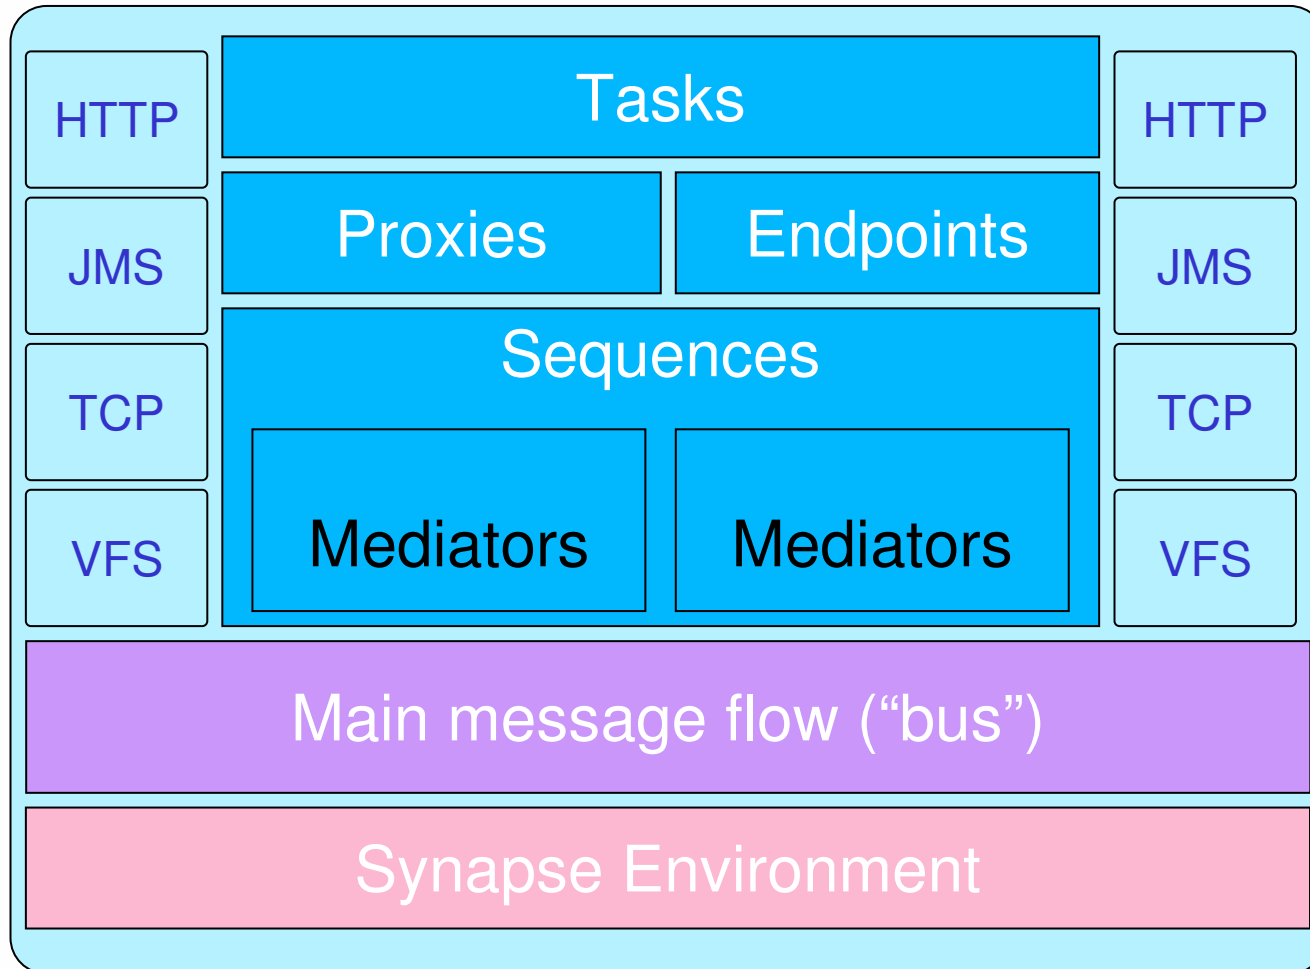 HTTP
JMS
TCP
VFS
Tasks
Proxies
Endpoints
Sequences
Mediators
Mediators
HTTP
JMS
TCP
VFS
Main message flow (“bus”)
Synapse Environment